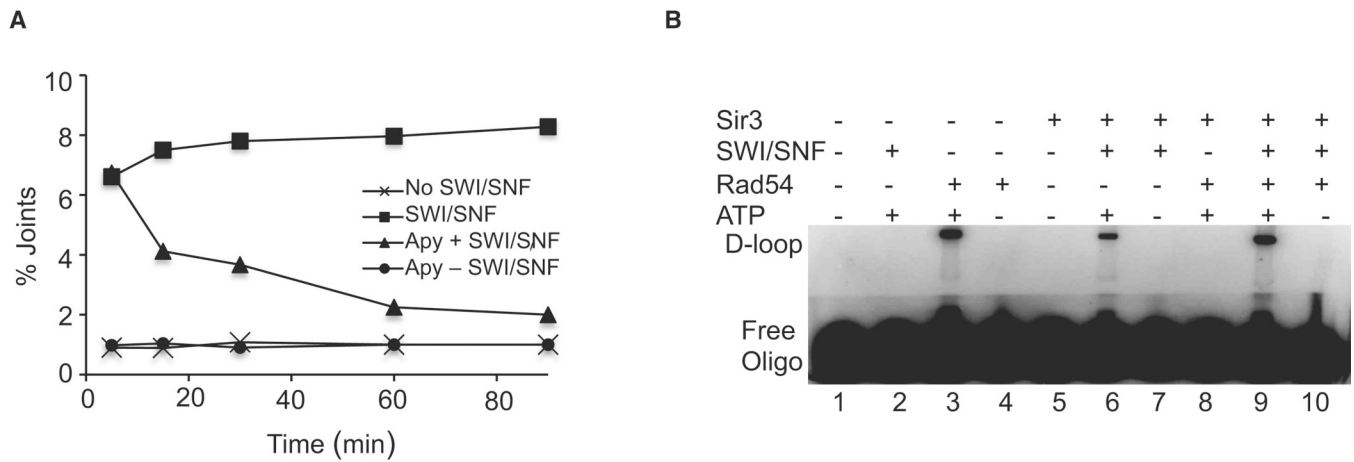 A
10
8
6
4
2
0
% Joints
No SWI/SNF
SWI/SNF
Apy + SWI/SNF
Apy – SWI/SNF
0 20 40 60 80
Time (min)
B
Sir3 - - - - + + + + + +
SWI/SNF - + - - - + + - + +
Rad54 - - + + - - - + + +
ATP - + + - - + - + + -
D-loop
Free
Oligo
1 2 3 4 5 6 7 8 9 10